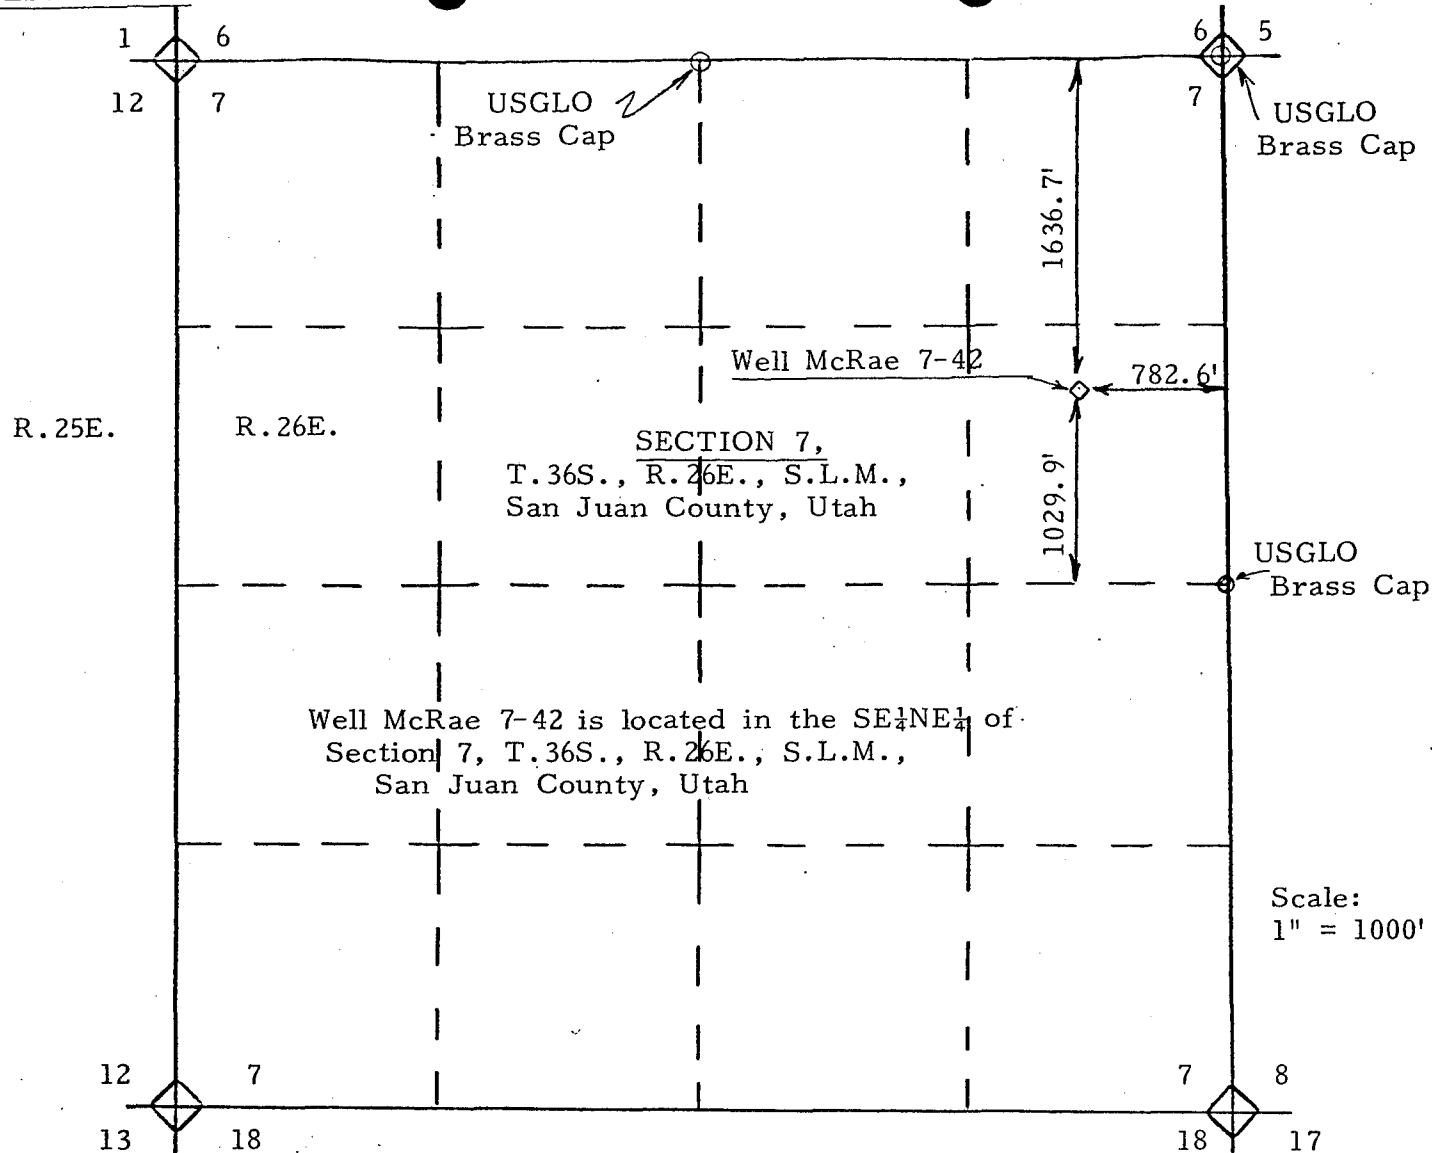 1 6
6 5
12 7
7
USGLO
Brass Cap
USGLO
Brass Cap
1636.7'
Well McRae 7-42
782.6'
R.25E.
R.26E.
SECTION 7,
T.36S., R.26E., S.L.M.,
San Juan County, Utah
1029.9'
USGLO
Brass Cap
Well McRae 7-42 is located in the SE¼NE¼ of
Section 7, T.36S., R.26E., S.L.M.,
San Juan County, Utah
Scale:
1" = 1000'
12 7
7 8
13 18
18 17